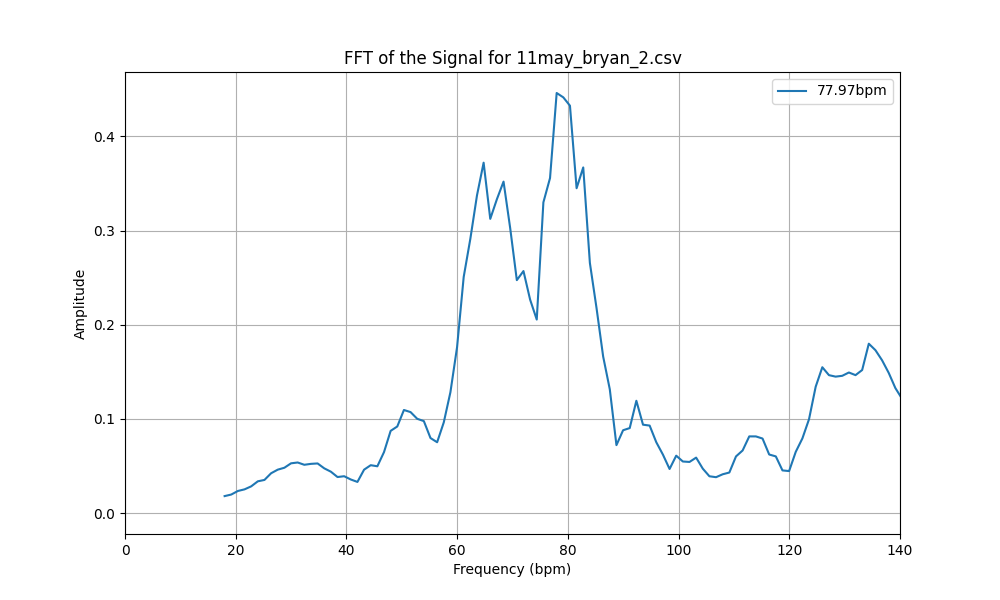 FFT of the Signal for 11may_bryan_2.csv
77.97bpm
Amplitude
0.4
0.3
0.2
0.1
0.0
0 20 40 60 80 100 120 140
Frequency (bpm)